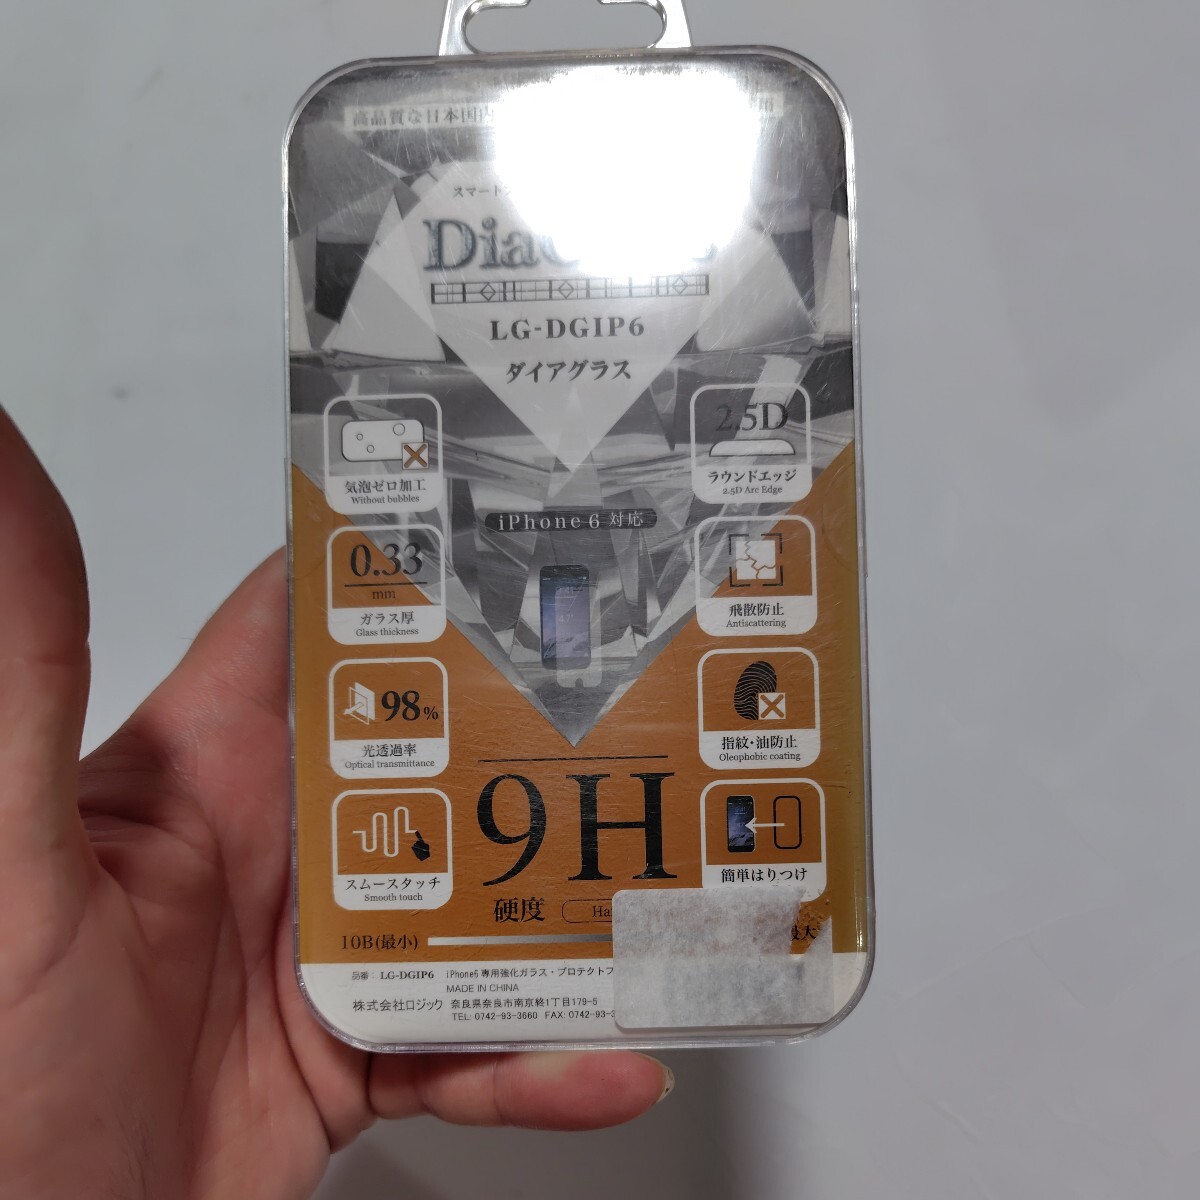 高品質な日本国内
スマート
Dia
LG-DGIP6
ダイアグラス
気泡ゼロ加工
Without bubbles
2.5D
ラウンドエッジ
2.5D Arc Edge
iPhone 6 対応
0.33
mm
ガラス厚
Glass thickness
飛散防止
Antiscattering
98%
光透過率
Optical transmittance
指紋・油防止
Oleophobic coating
9H
硬度
Ha
スムースタッチ
Smooth touch
簡単はりつけ
10B(最小)
最大
品番： LG-DGIP6 iPhone6 専用強化ガラス・プロテクトフ
MADE IN CHINA
株式会社ロジック 奈良県奈良市南京終1丁目179-5
TEL: 0742-93-3660 FAX: 0742-93-3